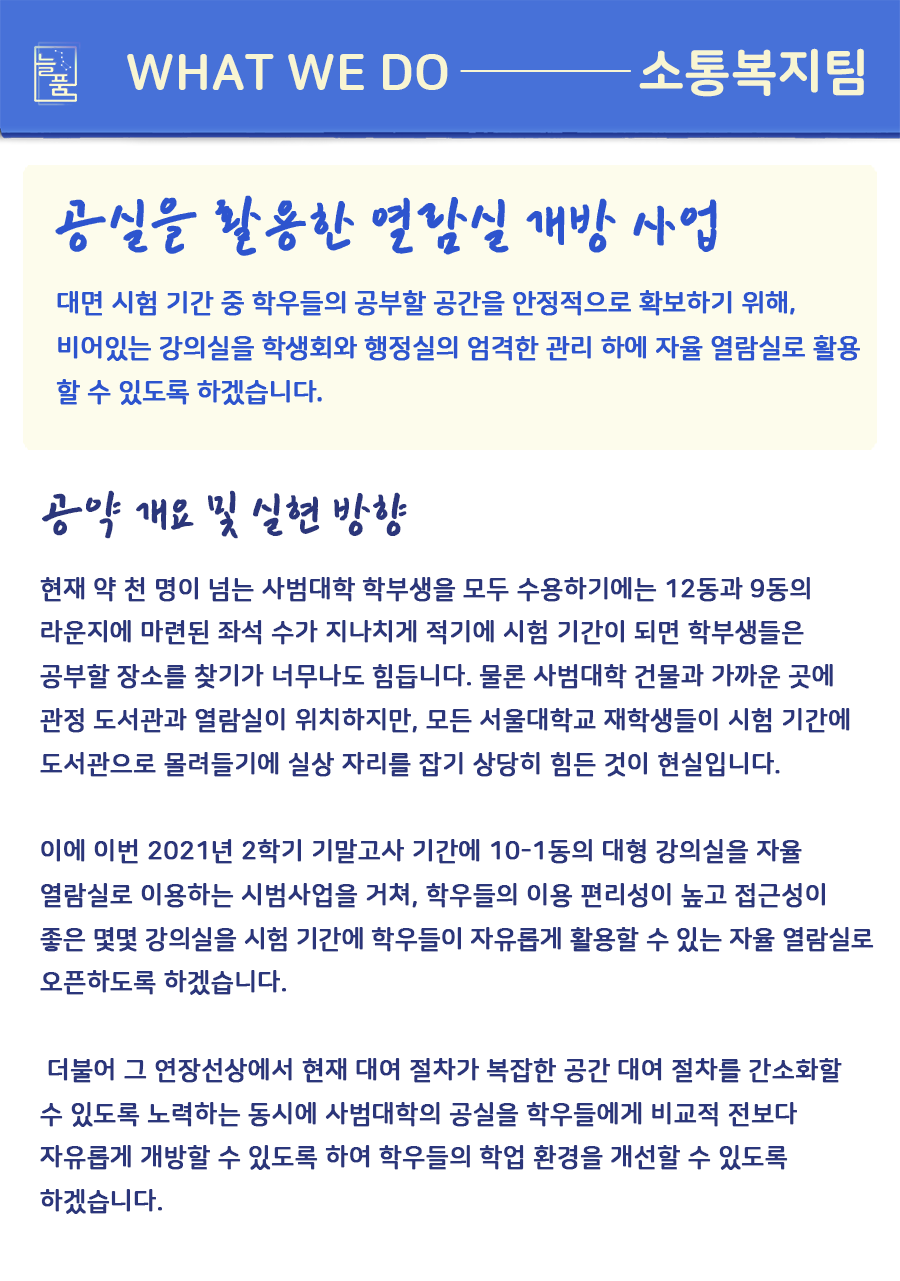 늘품
WHAT WE DO
소통복지팀
공실을 활용한 열람실 개방 사업
대면 시험 기간 중 학우들의 공부할 공간을 안정적으로 확보하기 위해,
비어있는 강의실을 학생회와 행정실의 엄격한 관리 하에 자율 열람실로 활용
할 수 있도록 하겠습니다.
공약 개요 및 실현 방향
현재 약 천 명이 넘는 사범대학 학부생을 모두 수용하기에는 12동과 9동의
라운지에 마련된 좌석 수가 지나치게 적기에 시험 기간이 되면 학부생들은
공부할 장소를 찾기가 너무나도 힘듭니다. 물론 사범대학 건물과 가까운 곳에
관정 도서관과 열람실이 위치하지만, 모든 서울대학교 재학생들이 시험 기간에
도서관으로 몰려들기에 실상 자리를 잡기 상당히 힘든 것이 현실입니다.
이에 이번 2021년 2학기 기말고사 기간에 10-1동의 대형 강의실을 자율
열람실로 이용하는 시범사업을 거쳐, 학우들의 이용 편리성이 높고 접근성이
좋은 몇몇 강의실을 시험 기간에 학우들이 자유롭게 활용할 수 있는 자율 열람실로
오픈하도록 하겠습니다.
더불어 그 연장선상에서 현재 대여 절차가 복잡한 공간 대여 절차를 간소화할
수 있도록 노력하는 동시에 사범대학의 공실을 학우들에게 비교적 전보다
자유롭게 개방할 수 있도록 하여 학우들의 학업 환경을 개선할 수 있도록
하겠습니다.